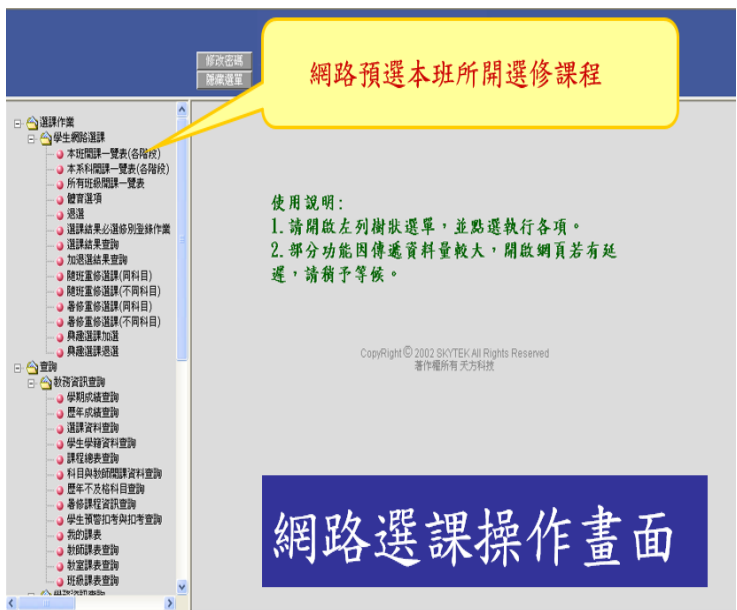 修改密碼
隱藏選單
網路預選本班所開選修課程
選課作業
學生網路選課
本班開課一覽表(各階段)
本系科開課一覽表(各階段)
所有班級開課一覽表
體育選項
退選
選課結果必選修別登錄作業
選課結果查詢
加退選結果查詢
隨班重修選課(同科目)
隨班重修選課(不同科目)
暑修重修選課(同科目)
暑修重修選課(不同科目)
興趣選課加選
興趣選課退選
查詢
教務資訊查詢
學期成績查詢
歷年成績查詢
選課資料查詢
學生學籍資料查詢
課程總表查詢
科目與教師開課資料查詢
歷年不及格科目查詢
暑修課程資訊查詢
學生預警扣考與扣考查詢
我的課表
教師課表查詢
教室課表查詢
班級課表查詢
使用說明:
1.請開啟左列樹狀選單，並點選執行各項。
2.部分功能因傳遞資料量較大，開啟網頁若有延
遲，請稍予等候。
CopyRight © 2002 SKYTEK All Rights Reserved
著作權所有 天方科技
網路選課操作畫面